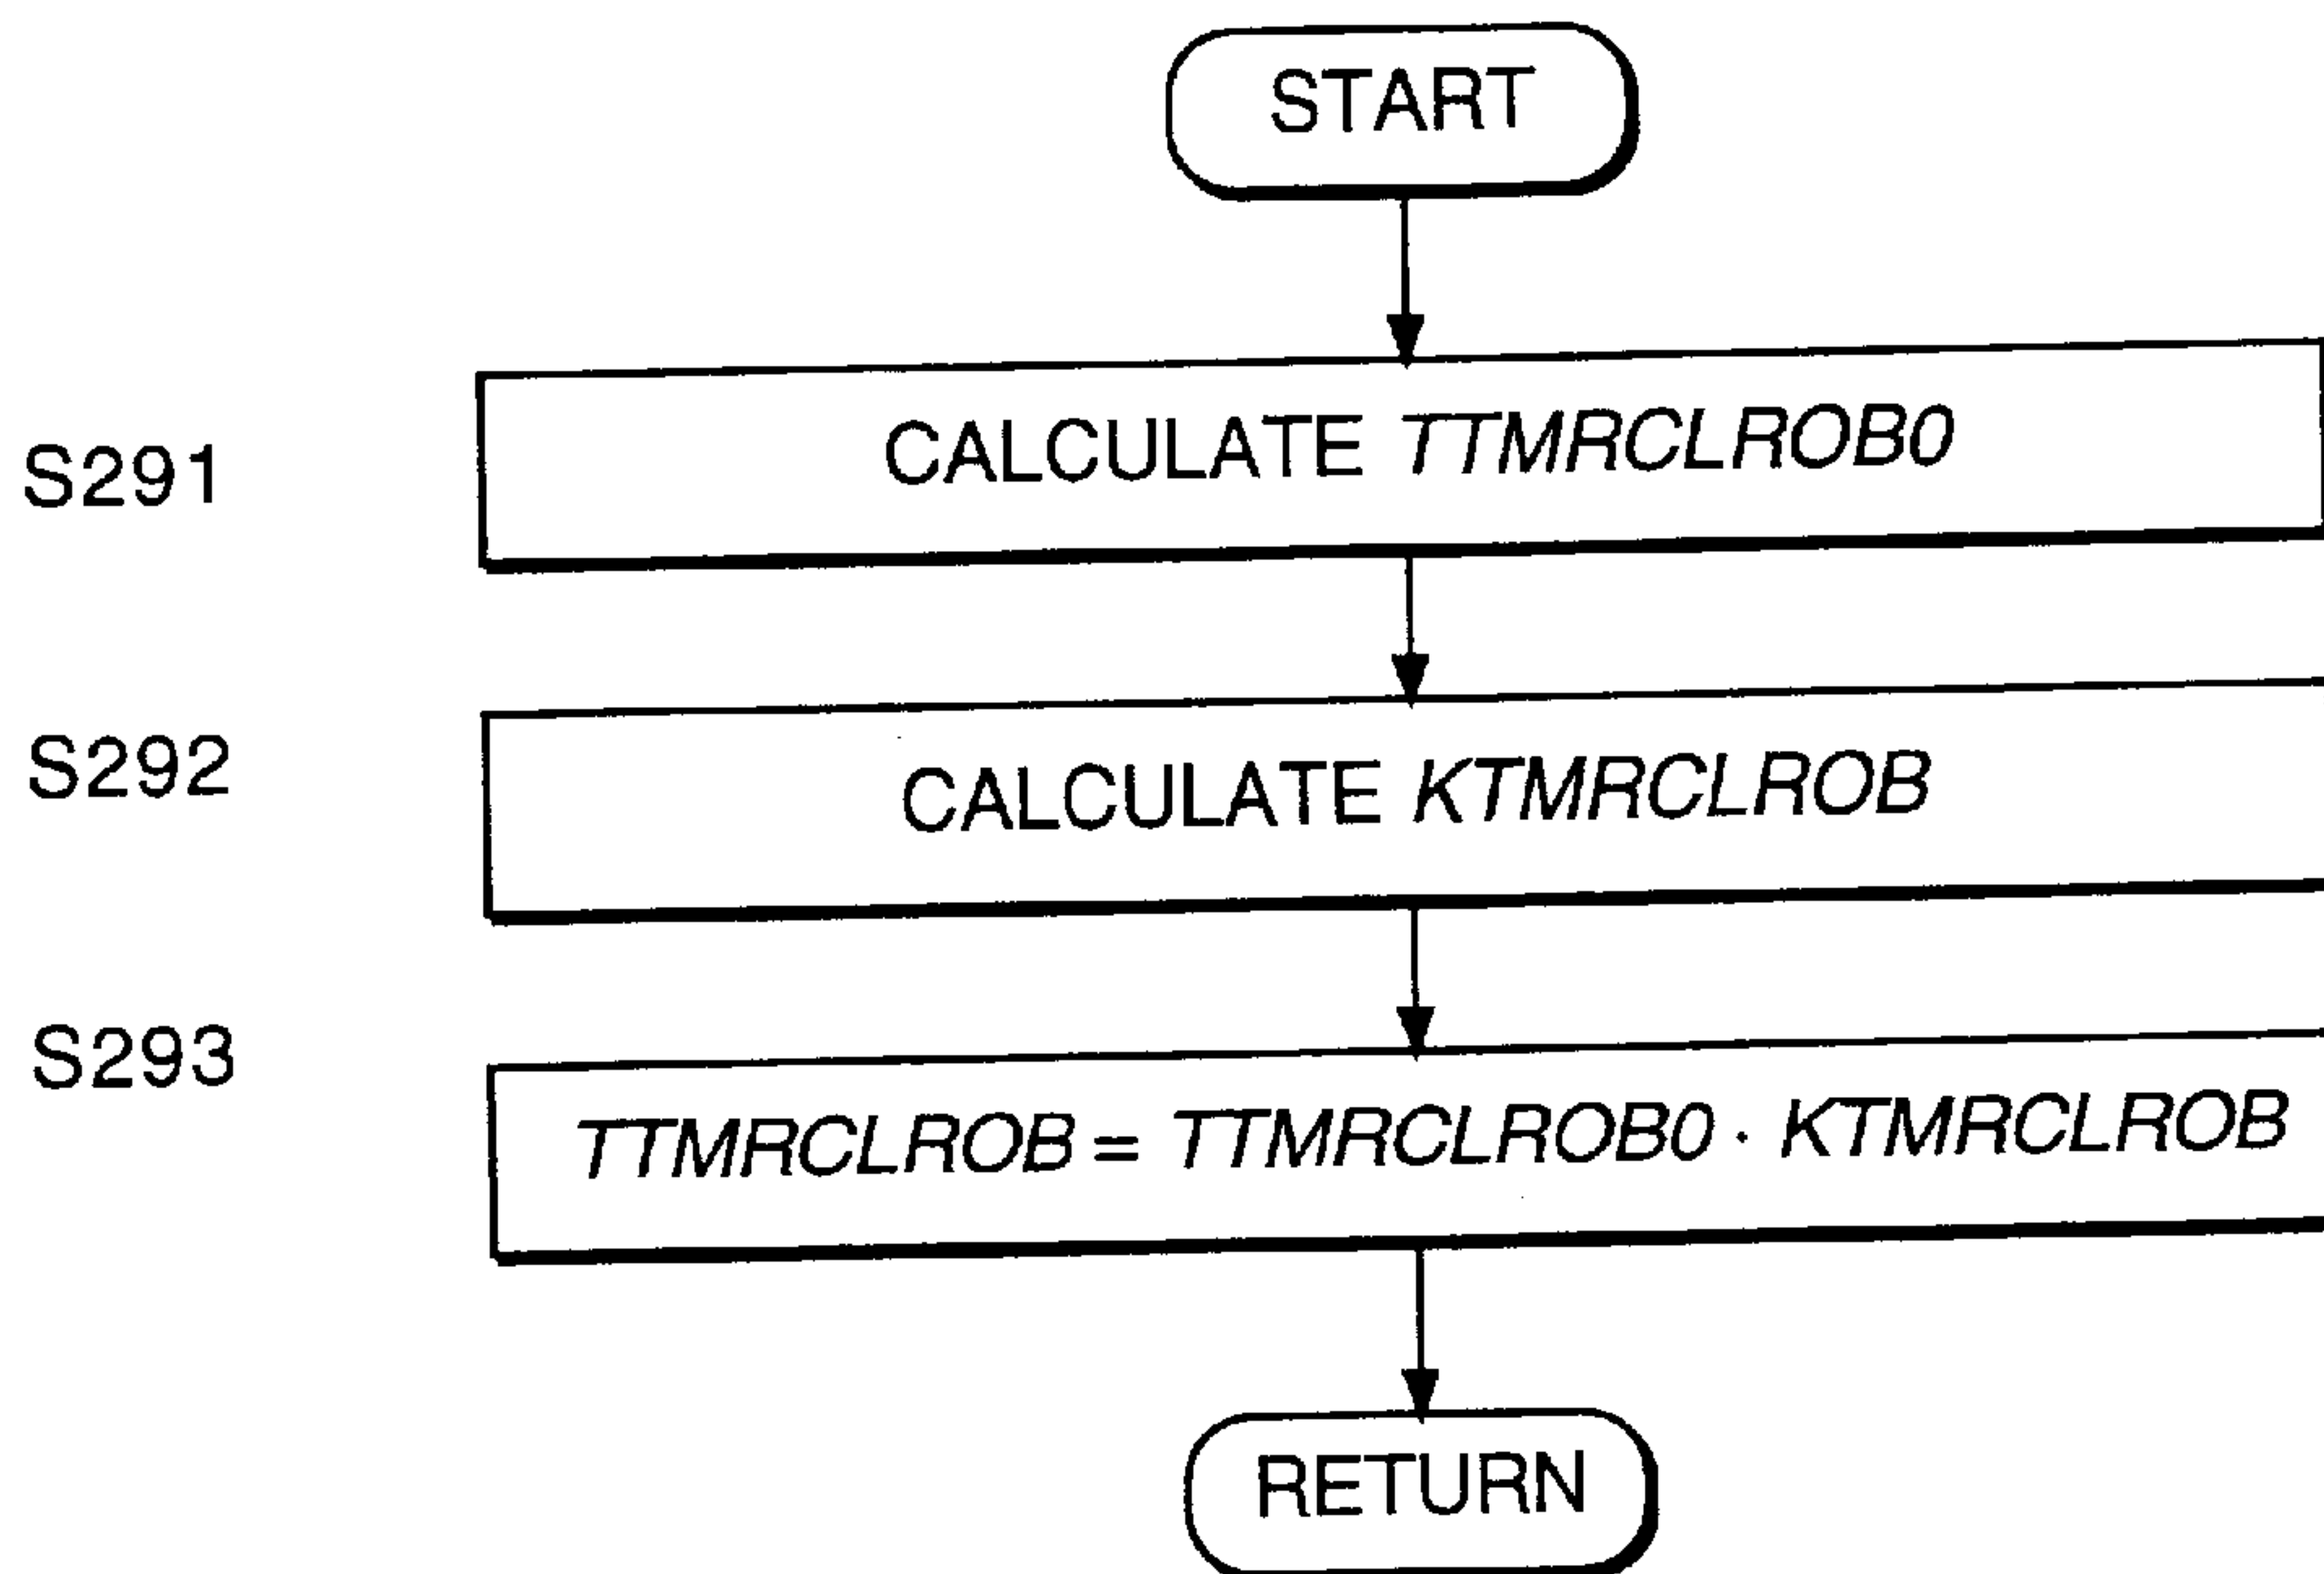 START
S291
CALCULATE TTMRCLROB0
S292
CALCULATE KTMRCLROB
S293
TTMRCLROB = TTMRCLROB0 · KTMRCLROB
RETURN